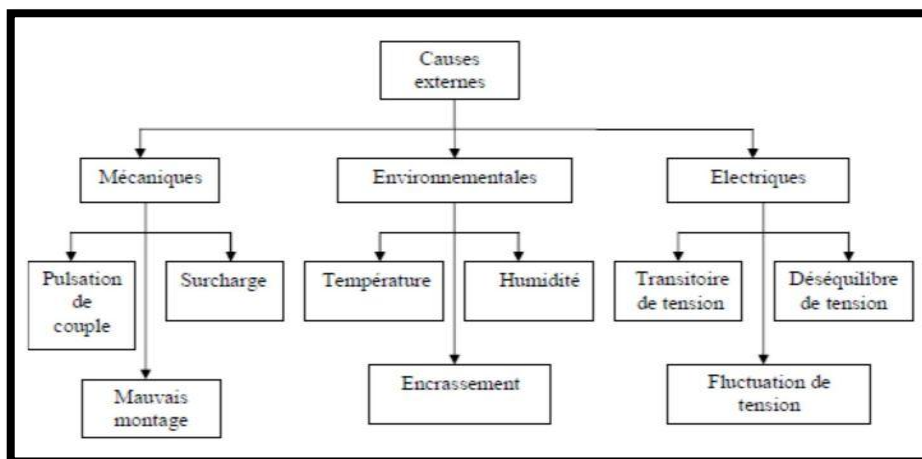 Causes
externes
Mécaniques
Environnementales
Electriques
Pulsation
de
couple
Surcharge
Température
Humidité
Transitoire
de tension
Déséquilibre
de tension
Mauvais
montage
Encrassement
Fluctuation de
tension